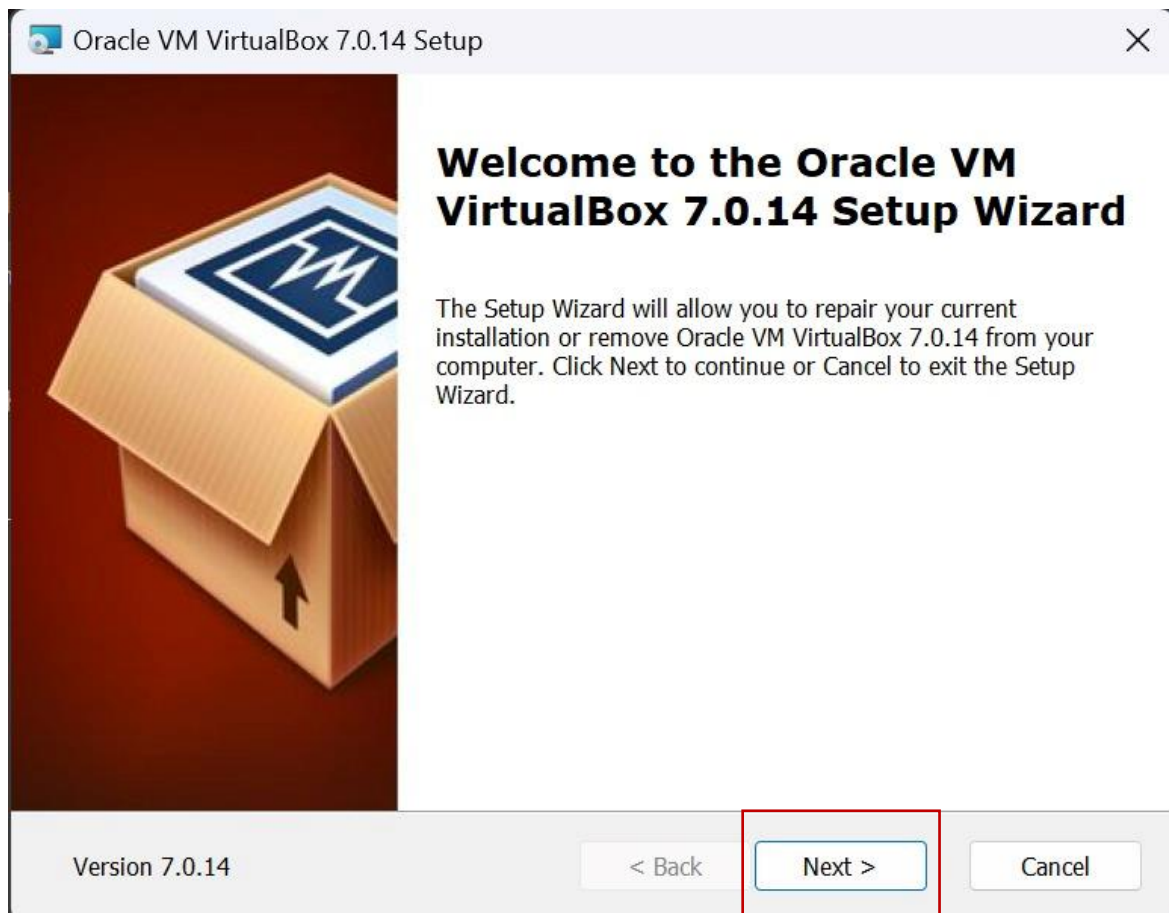 Oracle VM VirtualBox 7.0.14 Setup
Welcome to the Oracle VM
VirtualBox 7.0.14 Setup Wizard
The Setup Wizard will allow you to repair your current
installation or remove Oracle VM VirtualBox 7.0.14 from your
computer. Click Next to continue or Cancel to exit the Setup
Wizard.
Version 7.0.14
< Back
Next >
Cancel